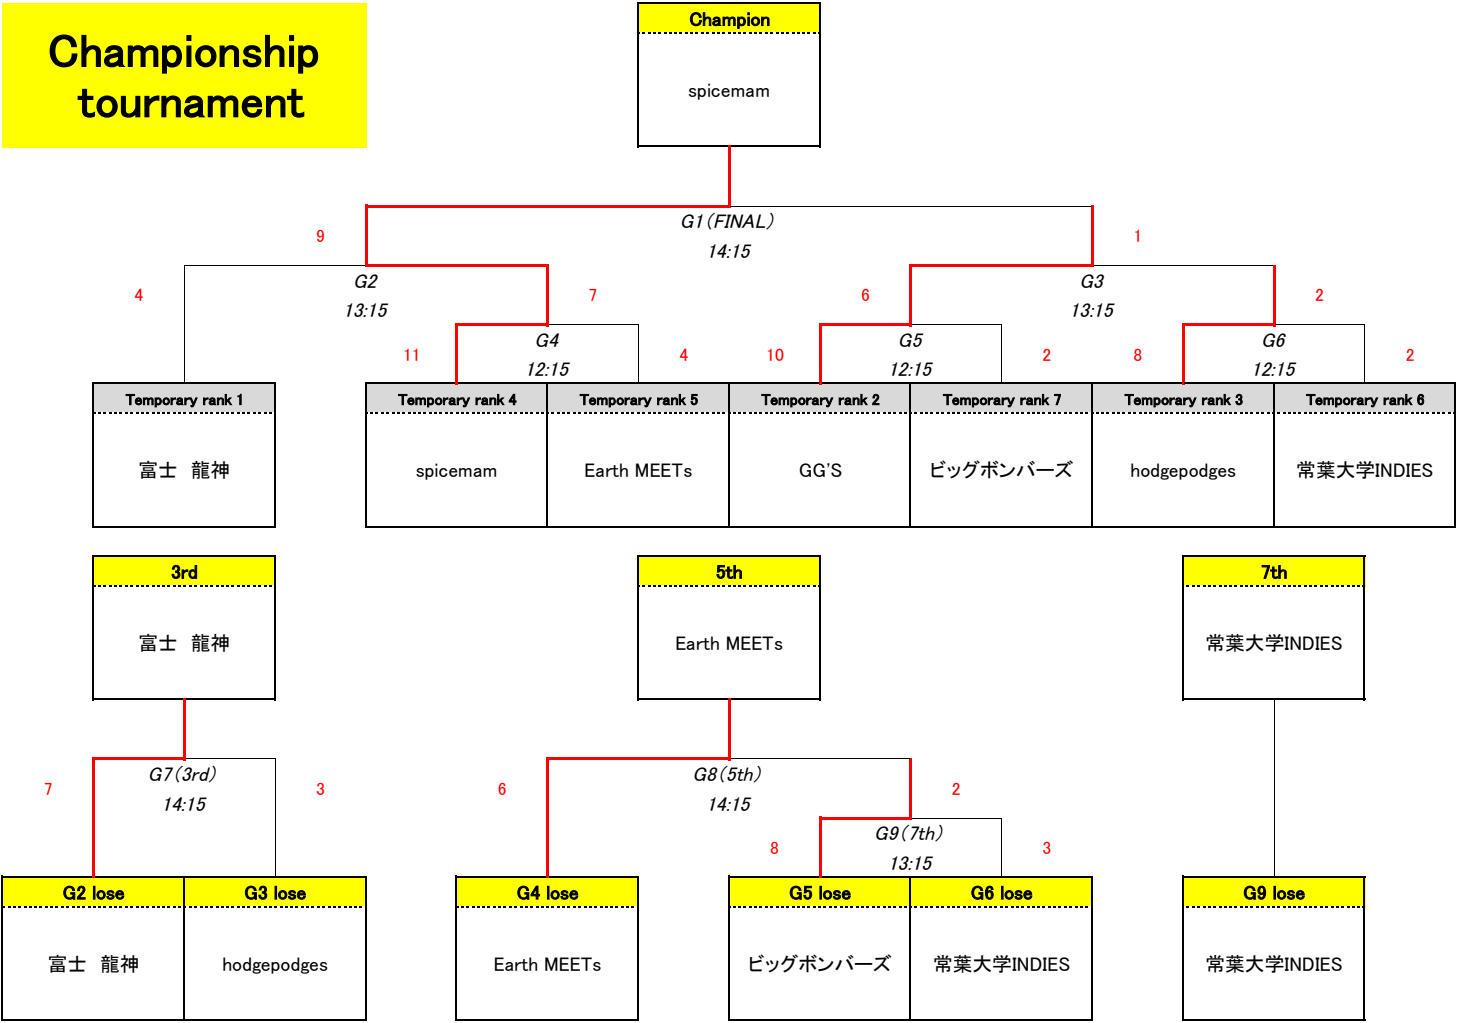 Championship
tournament
Champion
spicemam
G1（FINAL）
14:15
9
1
G2
13:15
G3
13:15
4
7
6
2
G4
12:15
G5
12:15
G6
12:15
11
4
10
2
8
2
Temporary rank 1
Temporary rank 4
Temporary rank 5
Temporary rank 2
Temporary rank 7
Temporary rank 3
Temporary rank 6
富士　龍神
spicemam
Earth MEETs
GG'S
ビッグボンバーズ
hodgepodges
常葉大学INDIES
3rd
5th
7th
富士　龍神
Earth MEETs
常葉大学INDIES
G7（3rd）
14:15
7
3
G8（5th）
14:15
6
2
G9（7th）
13:15
8
3
G2 lose
G3 lose
G4 lose
G5 lose
G6 lose
G9 lose
富士　龍神
hodgepodges
Earth MEETs
ビッグボンバーズ
常葉大学INDIES
常葉大学INDIES